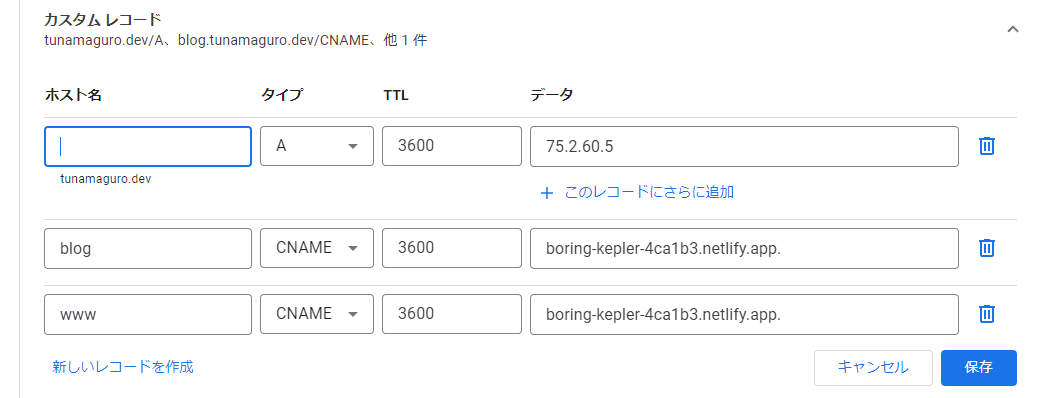 カスタム レコード
tunamaguro.dev/A、blog.tunamaguro.dev/CNAME、他 1 件
ホスト名 タイプ TTL データ
A 3600 75.2.60.5
tunamaguro.dev
+ このレコードにさらに追加
blog CNAME 3600 boring-kepler-4ca1b3.netlify.app.
www CNAME 3600 boring-kepler-4ca1b3.netlify.app.
新しいレコードを作成 キャンセル 保存